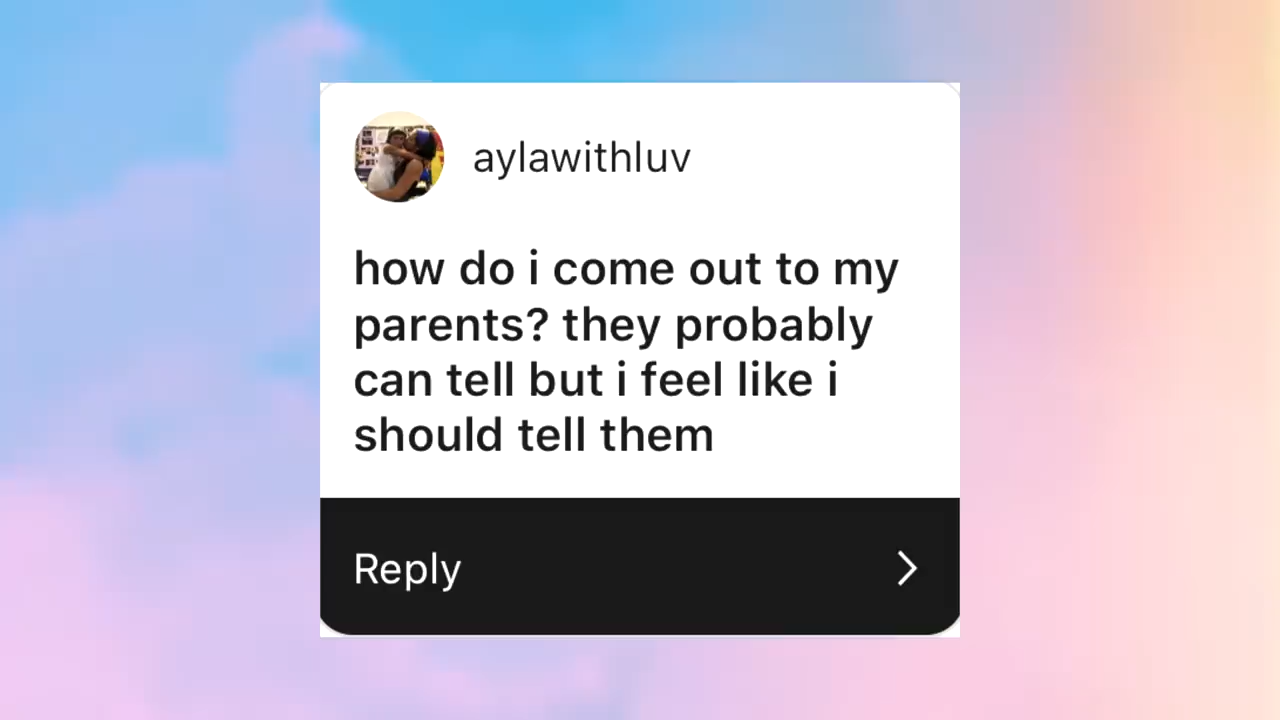 aylawithluv
how do i come out to my
parents? they probably
can tell but i feel like i
should tell them
Reply